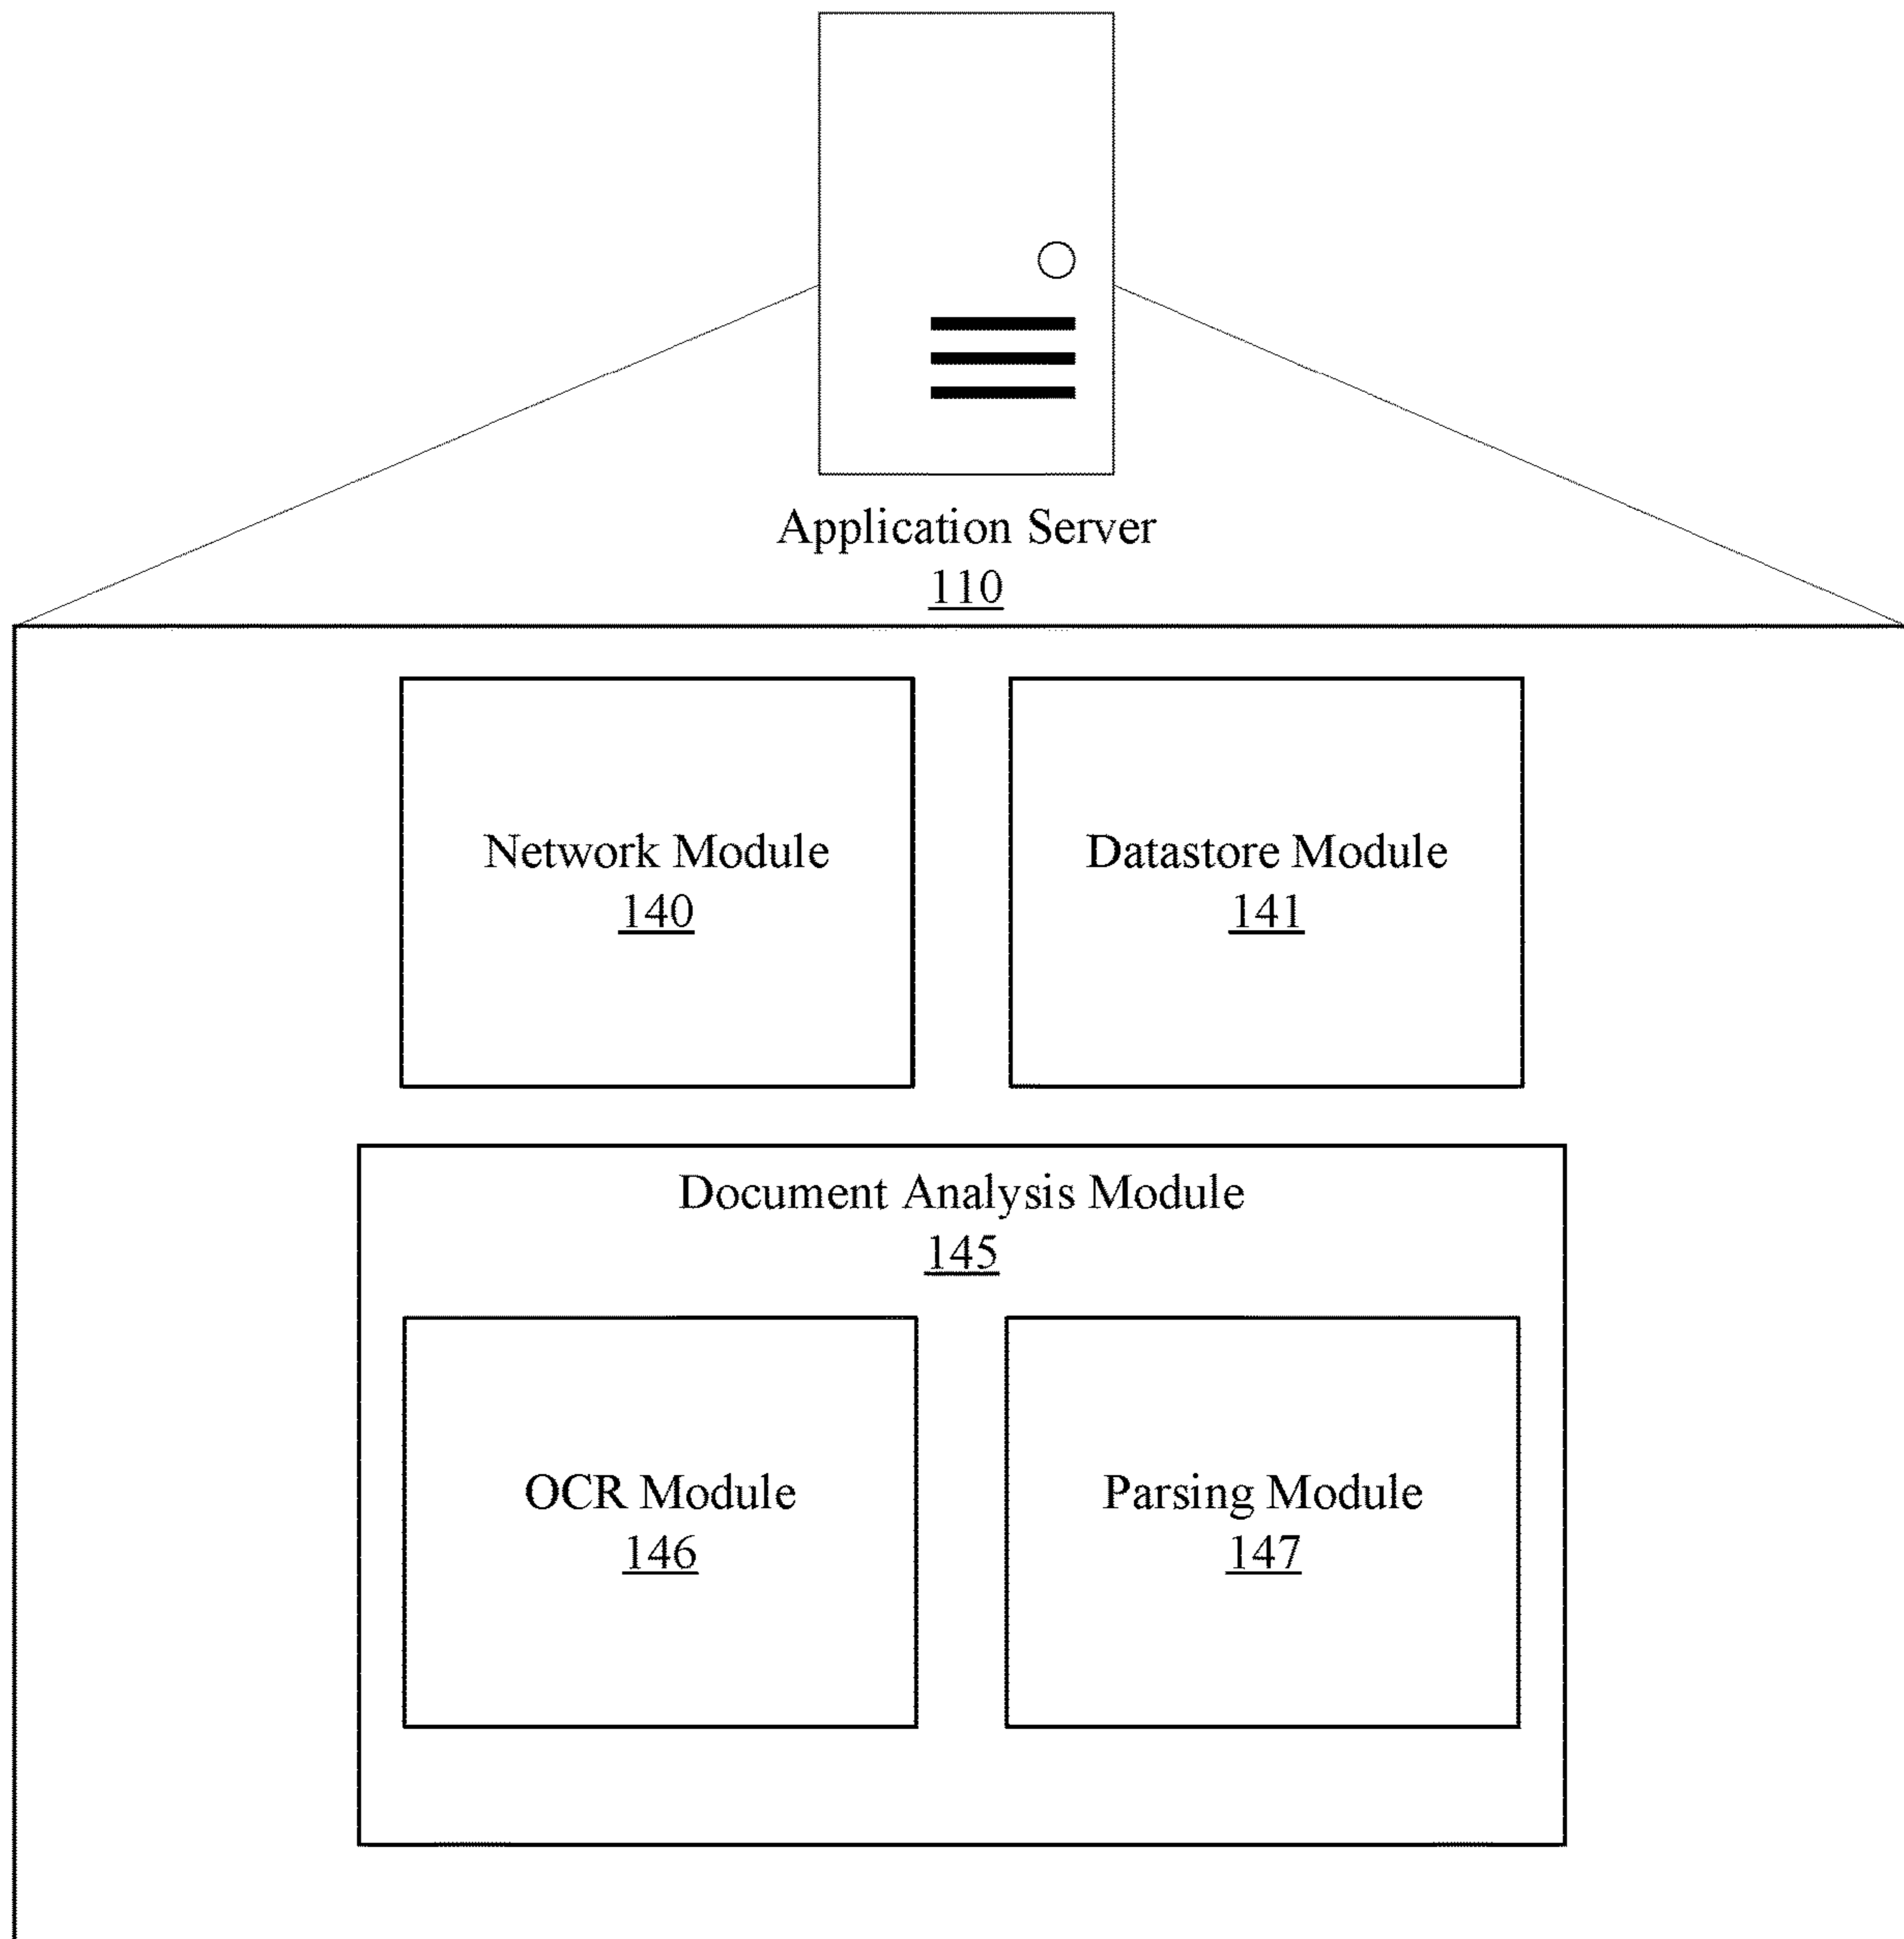 Application Server
110
Network Module
140
Datastore Module
141
Document Analysis Module
145
OCR Module
146
Parsing Module
147